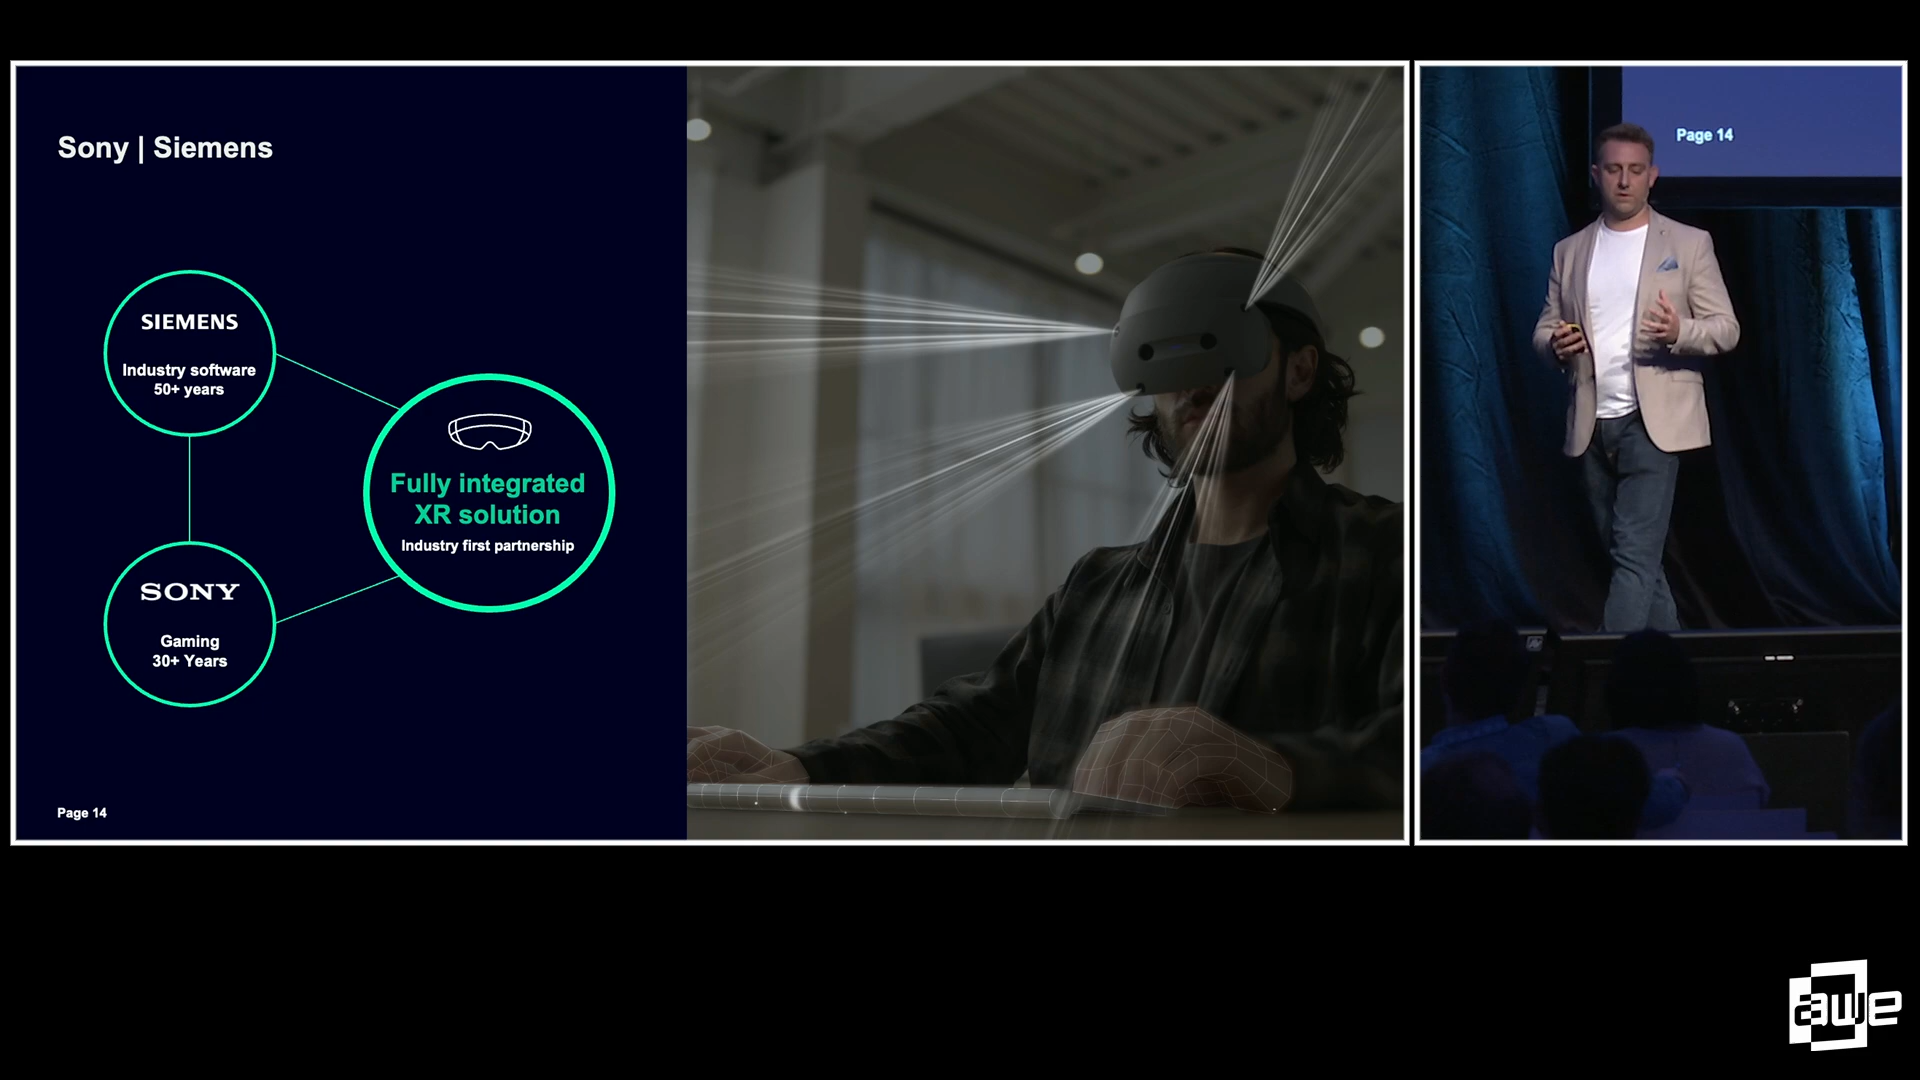 Sony | Siemens
SIEMENS
Industry software
50+ years
Fully integrated
XR solution
Industry first partnership
SONY
Gaming
30+ Years
Page 14
Page 14
awe